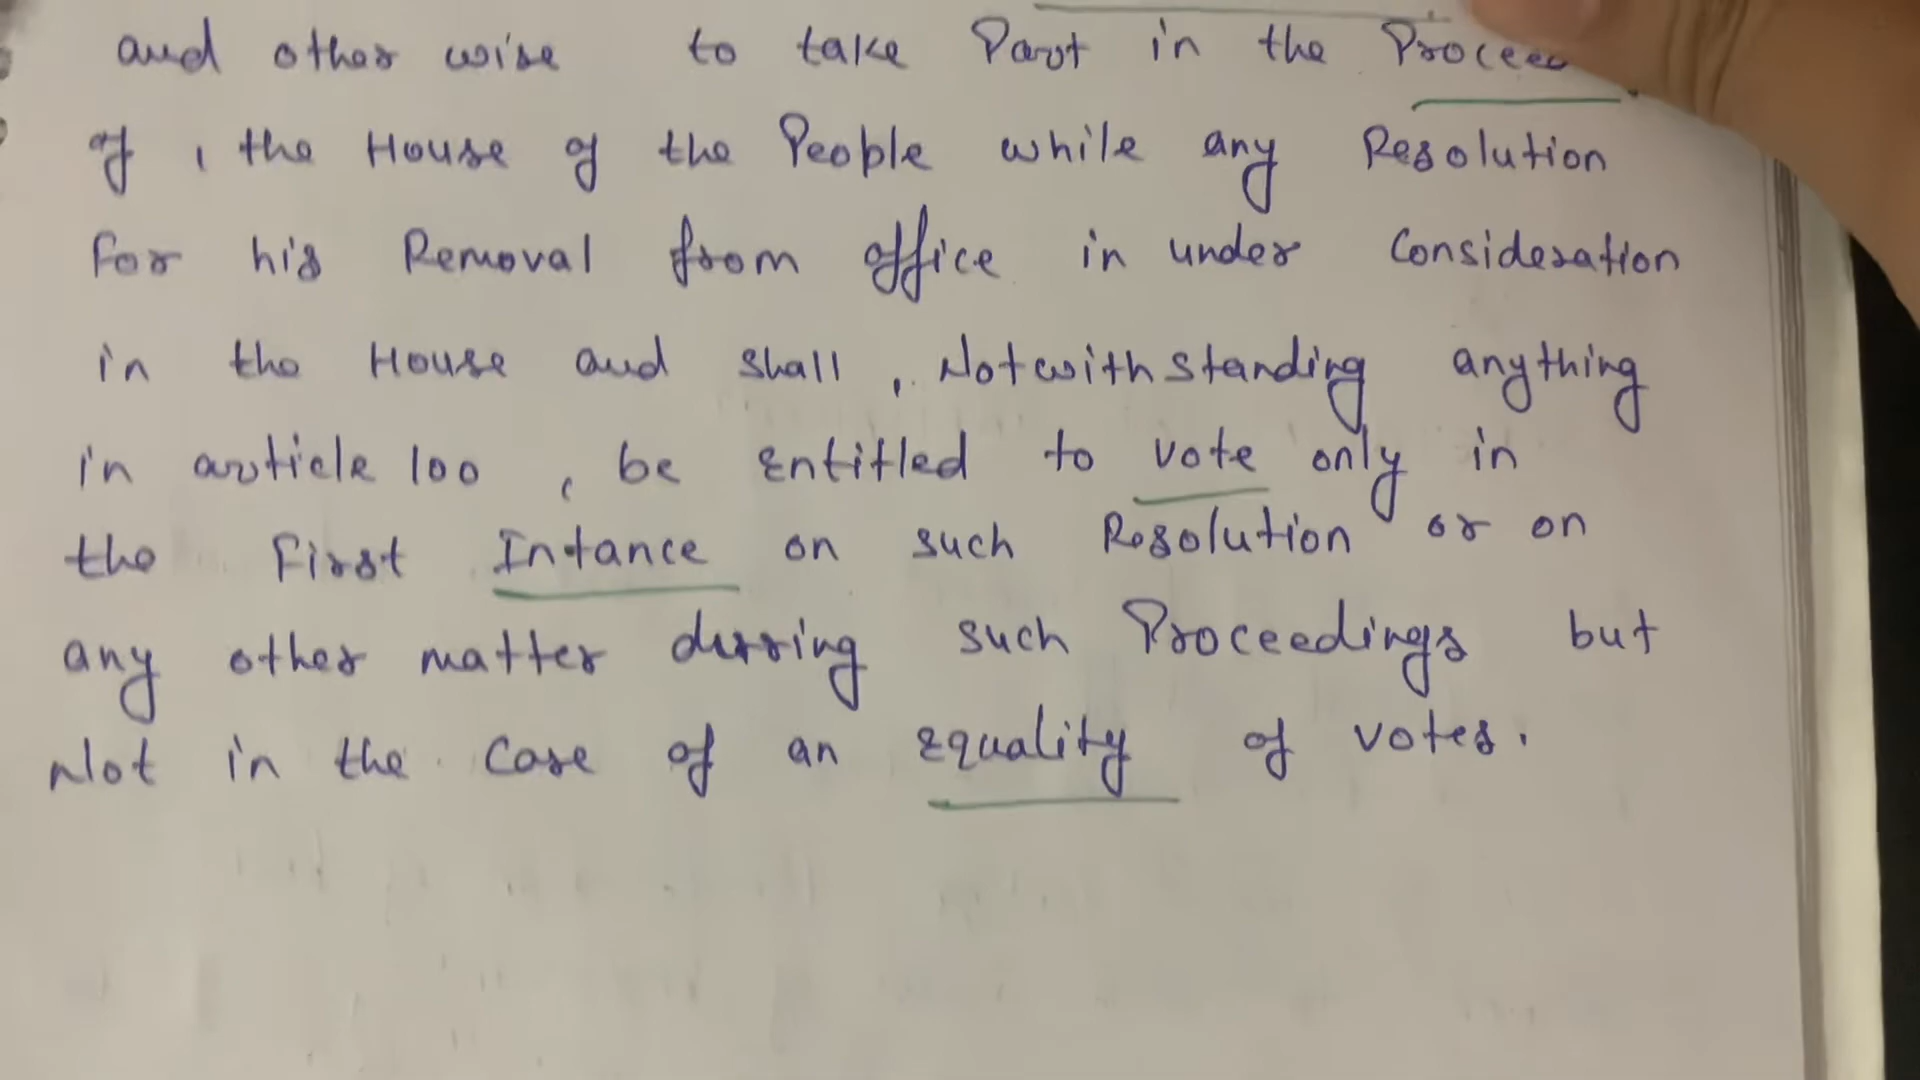 and other wise to take Part in the Proceed
of , the House of the People while any Resolution
For his Removal from office in under Consideration
in the House and shall , Notwithstanding anything
in article 100 , be Entitled to vote only in
the First Intance on such Resolution or on
any other matter durring such Proceedings but
Not in the Case of an Equality of votes.